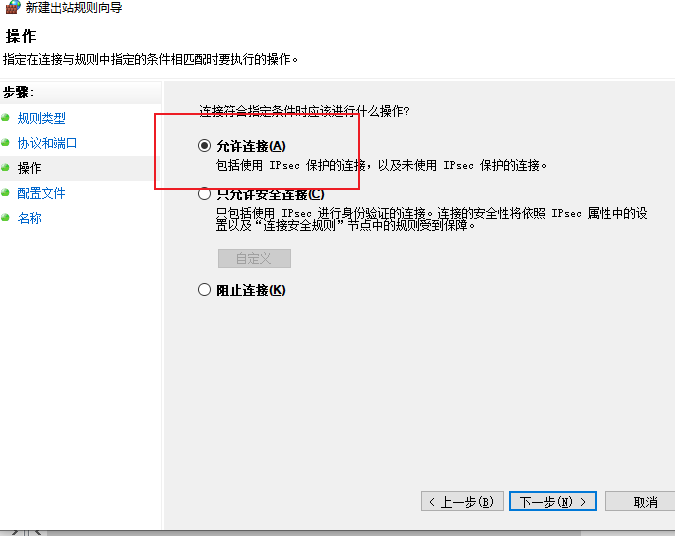 新建出站规则向导
操作
指定在连接与规则中指定的条件相匹配时要执行的操作。
步骤:
规则类型
协议和端口
操作
配置文件
名称
连接符合指定条件时应该进行什么操作?
允许连接(A)
包括使用 IPsec 保护的连接，以及未使用 IPsec 保护的连接。
只允许安全连接(C)
只包括使用 IPsec 进行身份验证的连接。连接的安全性将依照 IPsec 属性中的设
置以及“连接安全规则”节点中的规则受到保障。
自定义
阻止连接(K)
< 上一步(B)
下一步(N) >
取消